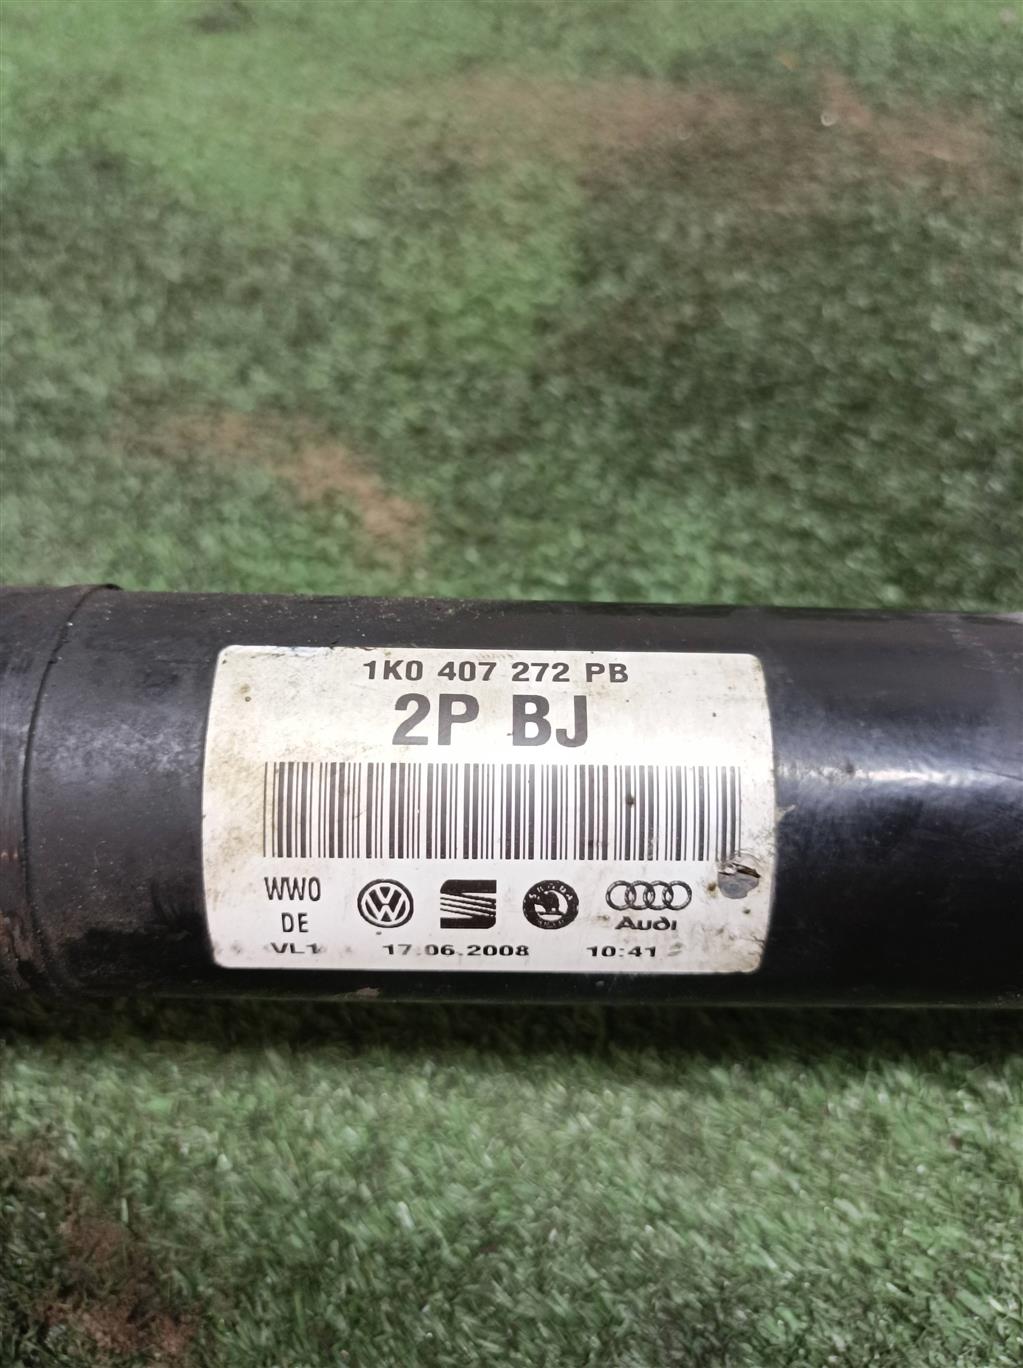 1K0 407 272 PB
2P BJ
WW0
DE
Audi
VL1 17.06.2008 10:41